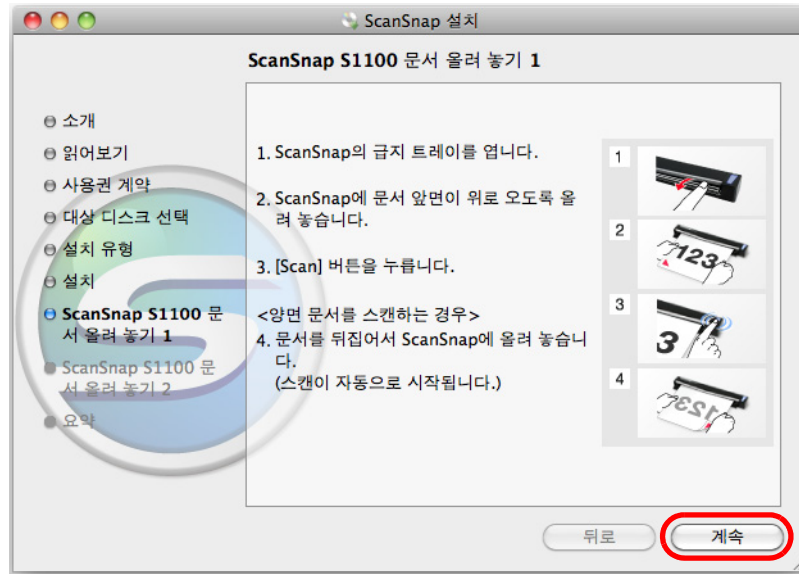 ScanSnap 설치
ScanSnap S1100 문서 올려 놓기 1
소개
읽어보기
사용권 계약
대상 디스크 선택
설치 유형
설치
ScanSnap S1100 문
서 올려 놓기 1
ScanSnap S1100 문
서 올려 놓기 2
요약
1. ScanSnap의 급지 트레이를 엽니다.
2. ScanSnap에 문서 앞면이 위로 오도록 올
려 놓습니다.
3. [Scan] 버튼을 누릅니다.
<양면 문서를 스캔하는 경우>
4. 문서를 뒤집어서 ScanSnap에 올려 놓습니
다.
(스캔이 자동으로 시작됩니다.)
1
2
123
3
3
4
123
뒤로
계속